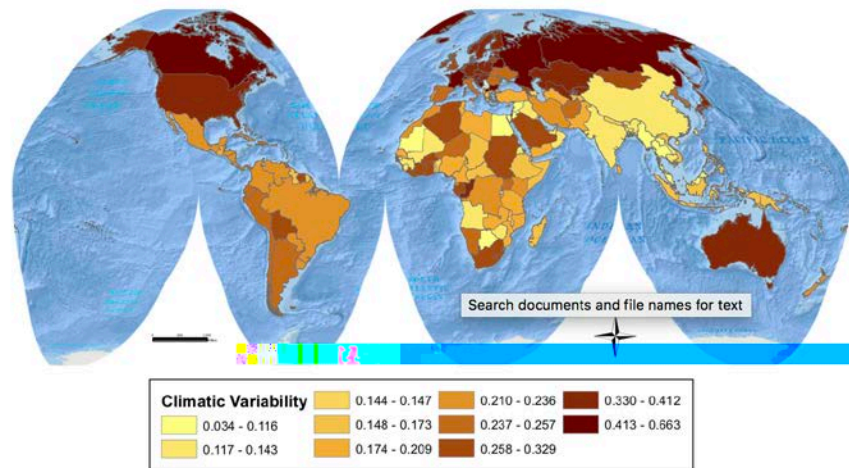 PACIFIC OCEAN
Search documents and file names for text
Climatic Variability
0.034 - 0.116
0.117 - 0.143
0.144 - 0.147
0.148 - 0.173
0.174 - 0.209
0.210 - 0.236
0.237 - 0.257
0.258 - 0.329
0.330 - 0.412
0.413 - 0.663